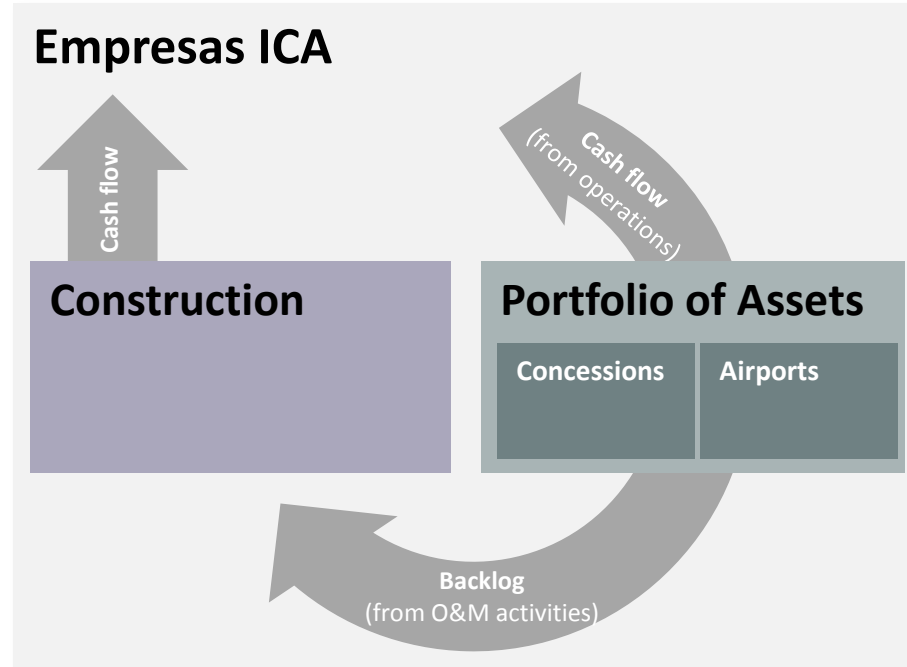 Empresas ICA
Cash flow
Cash flow
(from operations)
Construction
Portfolio of Assets
Concessions
Airports
Backlog
(from O&M activities)